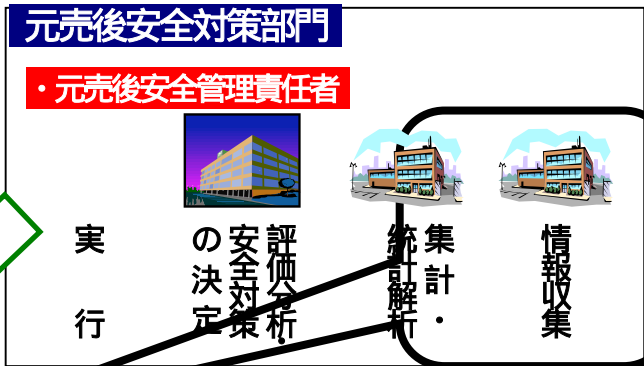 元売後安全対策部門
・元売後安全管理責任者
情報収集
集計・
統計解析
評価分析・
安全対策
の決定
実行